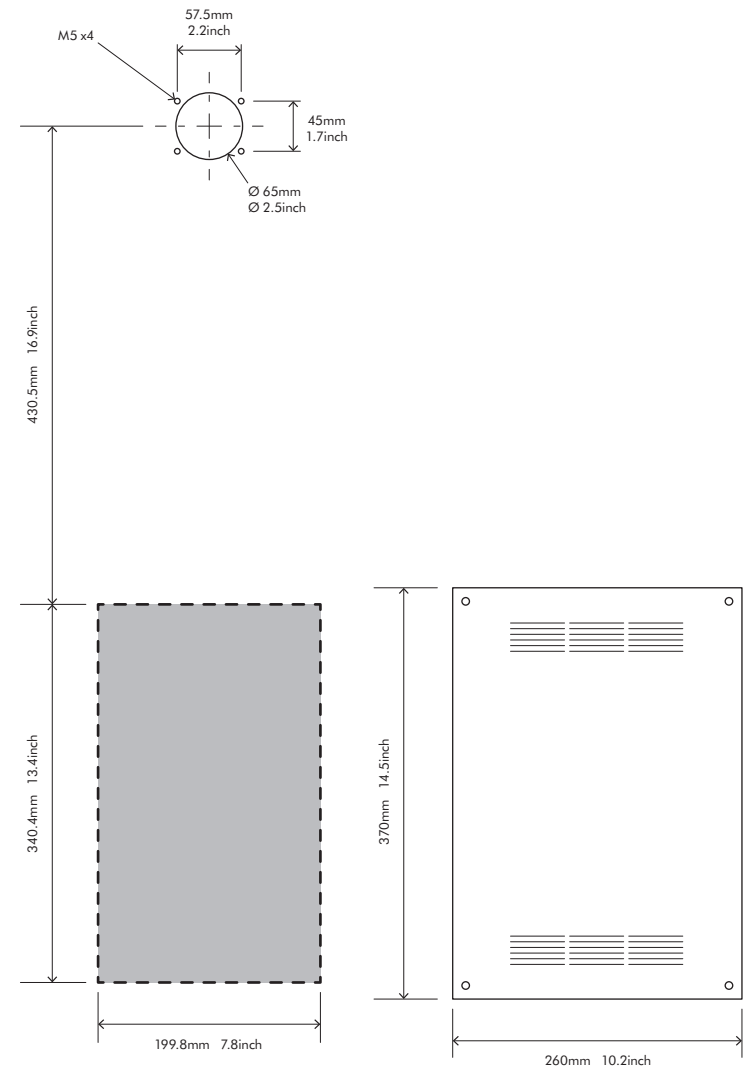 57.5mm
2.2inch
M5 x4
45mm
1.7inch
Ø 65mm
Ø 2.5inch
430.5mm 16.9inch
340.4mm 13.4inch
370mm 14.5inch
199.8mm 7.8inch
260mm 10.2inch